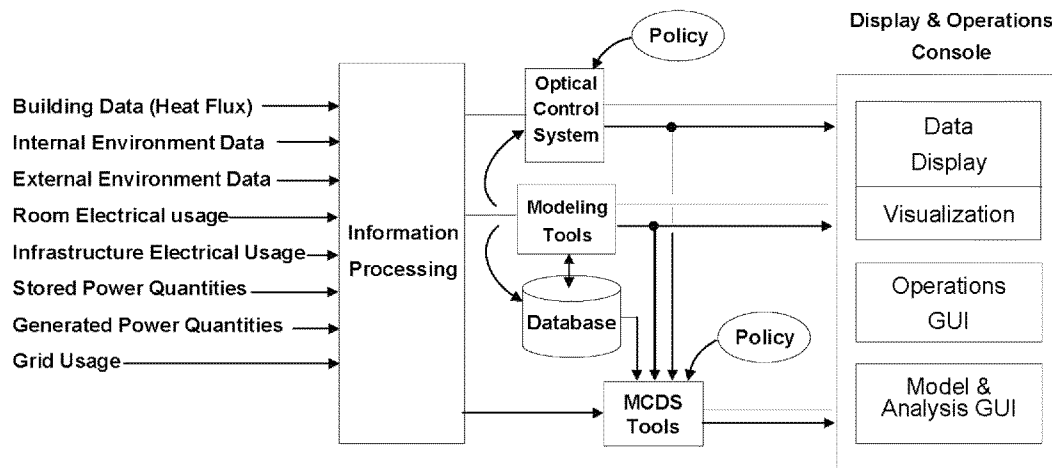 Display & Operations
Console
Policy
Optical
Control
System
Building Data (Heat Flux)
Internal Environment Data
External Environment Data
Room Electrical usage
Infrastructure Electrical Usage
Stored Power Quantities
Generated Power Quantities
Grid Usage
Information
Processing
Modeling
Tools
Database
Policy
MCDS
Tools
Data
Display
Visualization
Operations
GUI
Model &
Analysis GUI